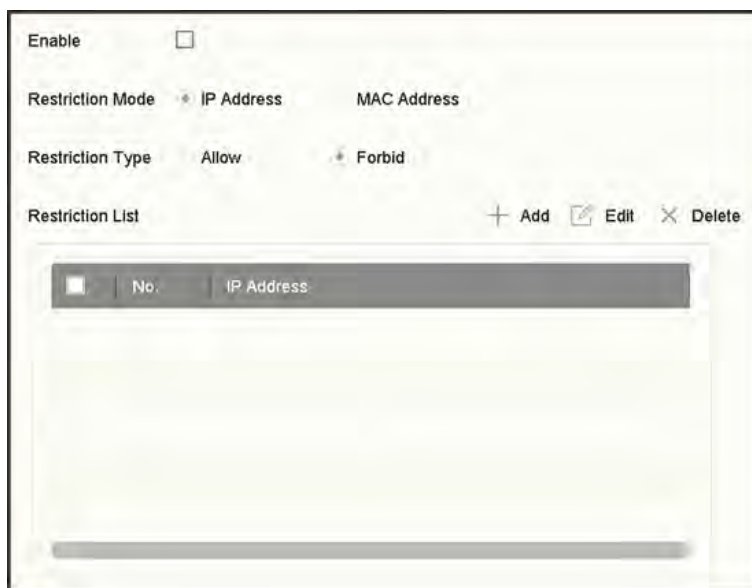 Enable
Restriction Mode IP Address MAC Address
Restriction Type Allow Forbid
Restriction List Add Edit Delete
No. IP Address